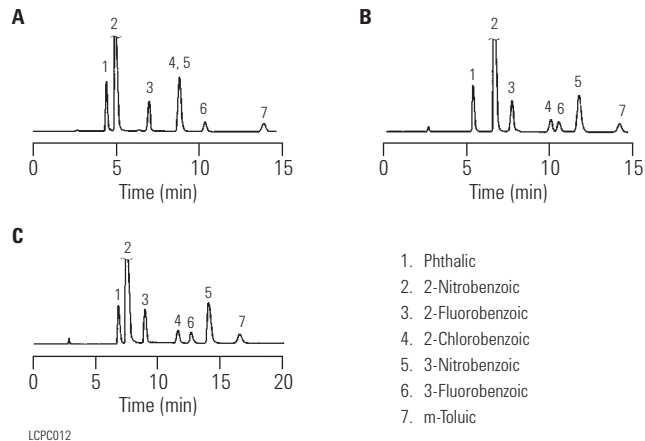 A
2
1
3
4, 5
6
7
0 5 10 15
Time (min)
B
2
1
3
4 6
5
7
0 5 10 15
Time (min)
C
2
1
3
4 6
5
7
0 5 10 15 20
Time (min)
1. Phthalic
2. 2-Nitrobenzoic
3. 2-Fluorobenzoic
4. 2-Chlorobenzoic
5. 3-Nitrobenzoic
6. 3-Fluorobenzoic
7. m-Toluic
LCPC012